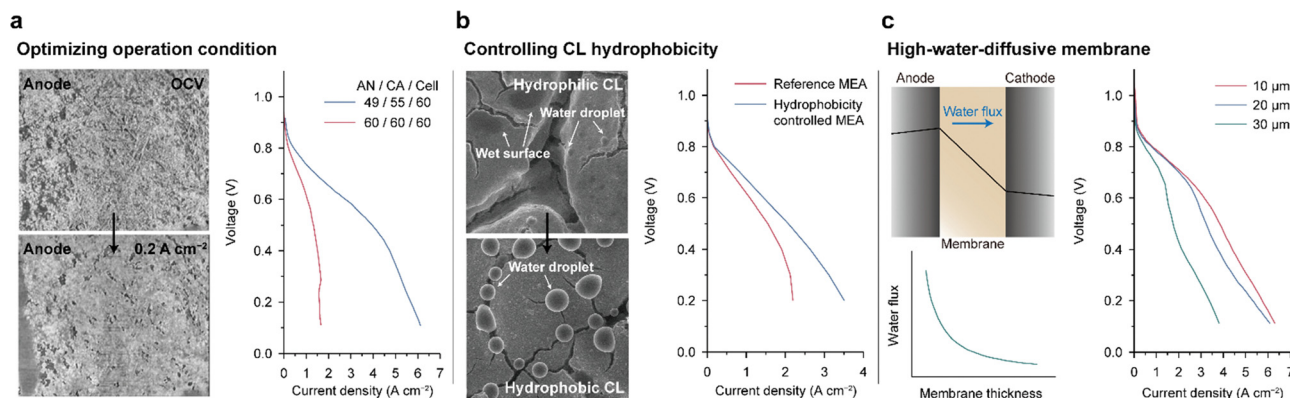 a
Optimizing operation condition
Anode
OCV
Anode
0.2 A cm⁻²
AN / CA / Cell
49 / 55 / 60
60 / 60 / 60
1.0
0.8
0.6
0.4
0.2
0.0
Voltage (V)
0 1 2 3 4 5 6 7
Current density (A cm⁻²)
b
Controlling CL hydrophobicity
Hydrophilic CL
Water droplet
Wet surface
Water droplet
Hydrophobic CL
Reference MEA
Hydrophobicity
controlled MEA
1.0
0.8
0.6
0.4
0.2
0.0
Voltage (V)
0 1 2 3 4
Current density (A cm⁻²)
c
High-water-diffusive membrane
Anode
Cathode
Water flux
Membrane
Water flux
Membrane thickness
10 μm
20 μm
30 μm
1.0
0.8
0.6
0.4
0.2
0.0
Voltage (V)
0 1 2 3 4 5 6 7
Current density (A cm⁻²)